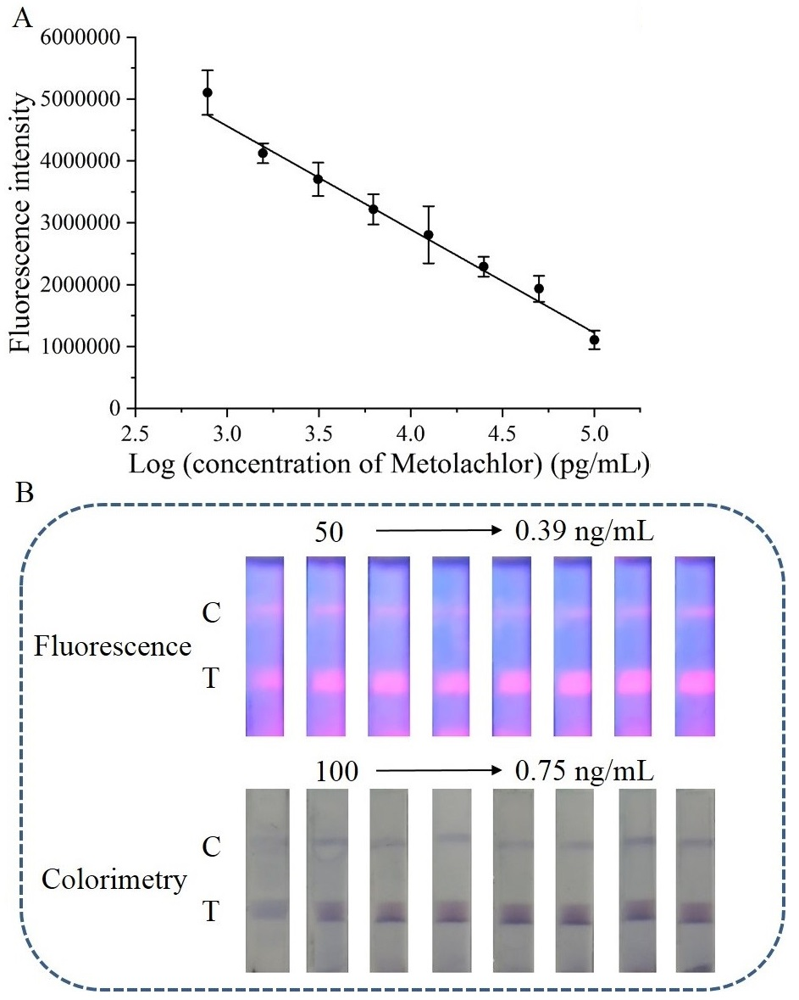 A
6000000
5000000
4000000
3000000
2000000
1000000
0
Fluorescence intensity
2.5 3.0 3.5 4.0 4.5 5.0
Log (concentration of Metolachlor) (pg/mL)
B
50 → 0.39 ng/mL
C
Fluorescence
T
100 → 0.75 ng/mL
C
Colorimetry
T